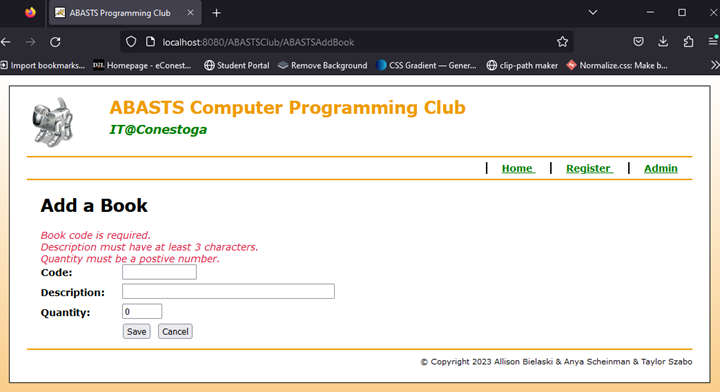 ABASTS Programming Club
localhost:8080/ABASTSClub/ABASTSAddBook
Import bookmarks... D2L Homepage - eConest... Student Portal Remove Background CSS Gradient — Gener... clip-path maker Normalize.css: Make b...
ABASTS Computer Programming Club
IT@Conestoga
Home Register Admin
Add a Book
Book code is required.
Description must have at least 3 characters.
Quantity must be a postive number.
Code:
Description:
Quantity: 0
Save Cancel
© Copyright 2023 Allison Bielaski & Anya Scheinman & Taylor Szabo